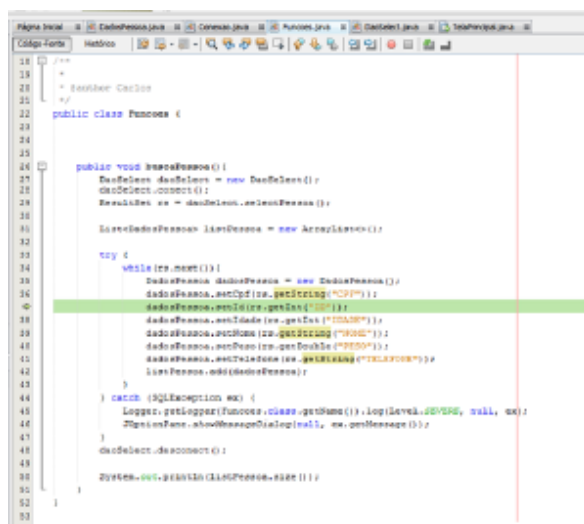 Página Inicial DadosPessoa.java Conexao.java Funcoes.java DaoSelect.java TelaPrincipal.java
Código-Fonte Histórico
18 /**
19 *
20 * @author Carlos
21 */
22 public class Funcoes {
23
24
25
26 public void buscaPessoa(){
27 DaoSelect daoSelect = new DaoSelect();
28 daoSelect.conect();
29 ResultSet rs = daoSelect.selectPessoa();
30
31 List<DadosPessoa> listPessoa = new ArrayList<>();
32
33 try {
34 while(rs.next()){
35 DadosPessoa dadosPessoa = new DadosPessoa();
36 dadosPessoa.setCpf(rs.getString("CPF"));
dadosPessoa.setId(rs.getInt("ID"));
38 dadosPessoa.setIdade(rs.getInt("IDADE"));
39 dadosPessoa.setNome(rs.getString("NOME"));
40 dadosPessoa.setPeso(rs.getDouble("PESO"));
41 dadosPessoa.setTelefone(rs.getString("TELEFONE"));
42 listPessoa.add(dadosPessoa);
43 }
44 } catch (SQLException ex) {
45 Logger.getLogger(funcoes.class.getName()).log(Level.SEVERE, null, ex);
46 JOptionPane.showMessageDialog(null, ex.getMessage());
47 }
48 daoSelect.desconect();
49
50 System.out.println(listPessoa.size());
51 }
52 }
53